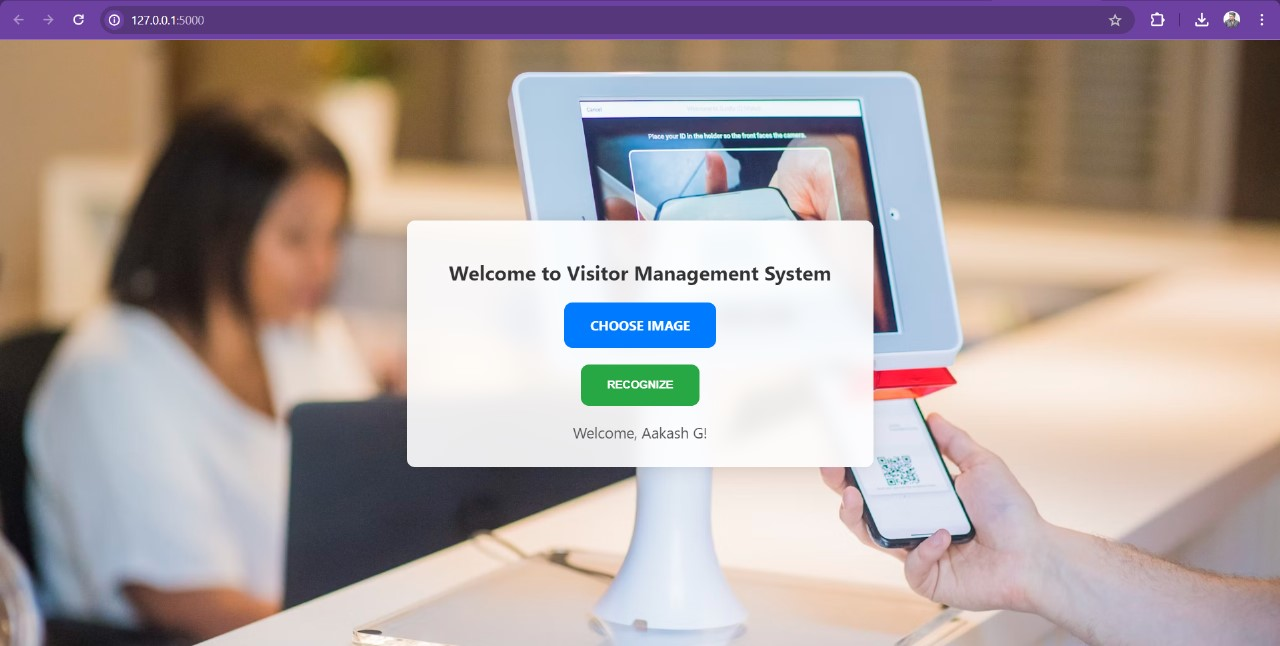 127.0.0.1:5000
Cancel
Place your ID in the holder so the front faces the camera.
Welcome to Visitor Management System
CHOOSE IMAGE
RECOGNIZE
Welcome, Aakash G!